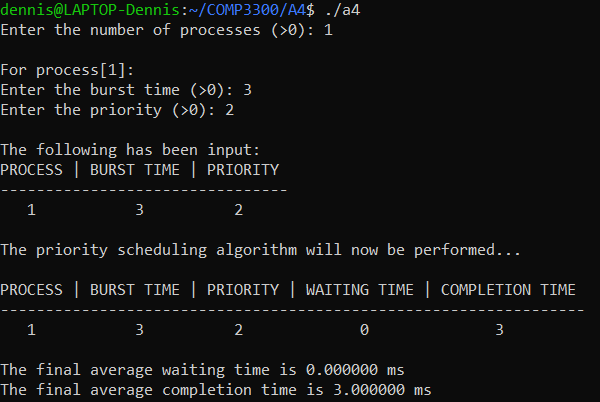 dennis@LAPTOP-Dennis:~/COMP3300/A4$ ./a4
Enter the number of processes (>0): 1
For process[1]:
Enter the burst time (>0): 3
Enter the priority (>0): 2
The following has been input:
PROCESS | BURST TIME | PRIORITY
--------------------------------
1 3 2
The priority scheduling algorithm will now be performed...
PROCESS | BURST TIME | PRIORITY | WAITING TIME | COMPLETION TIME
-----------------------------------------------------------------
1 3 2 0 3
The final average waiting time is 0.000000 ms
The final average completion time is 3.000000 ms